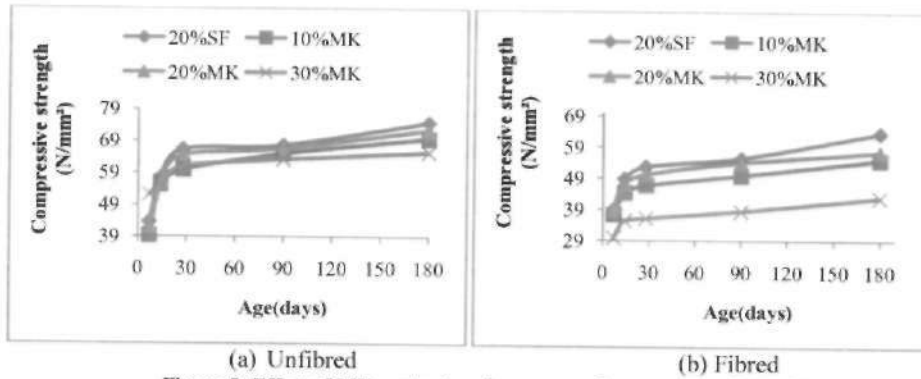 20%SF 10%MK
20%MK 30%MK
Compressive strength
(N/mm²)
79
69
59
49
39
0 30 60 90 120 150 180
Age(days)
(a) Unfibred
20%SF 10%MK
20%MK 30%MK
Compressive strength
(N/mm²)
69
59
49
39
29
0 30 60 90 120 150 180
Age(days)
(b) Fibred